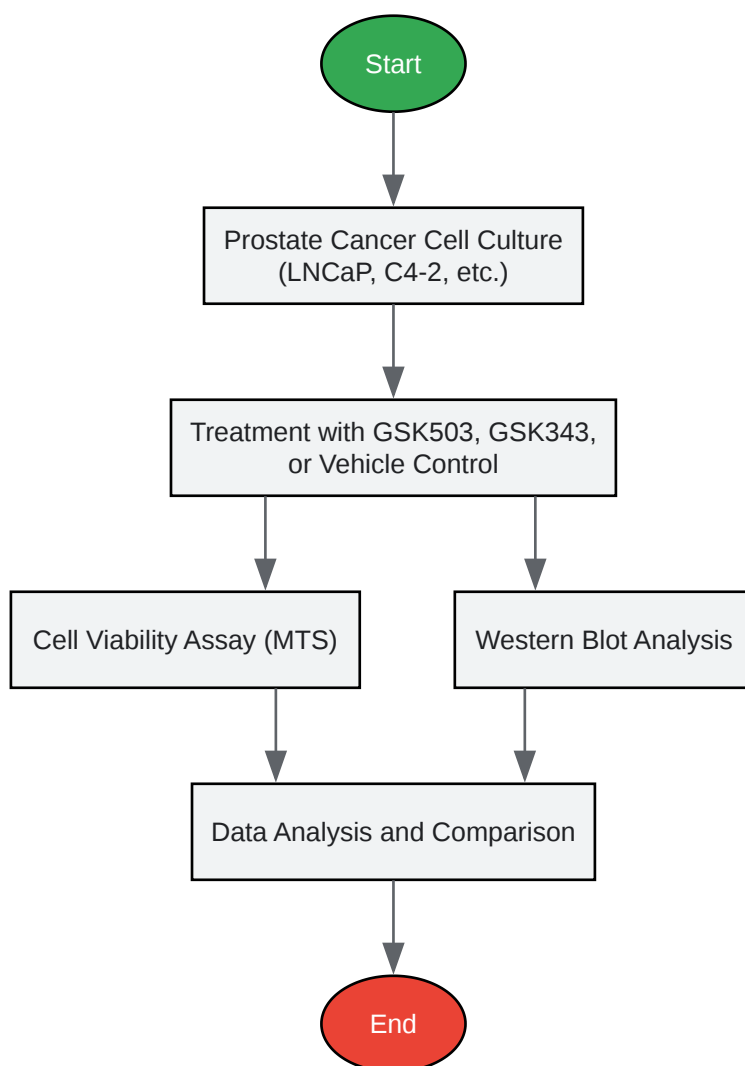 Start
Prostate Cancer Cell Culture
(LNCaP, C4-2, etc.)
Treatment with GSK503, GSK343,
or Vehicle Control
Cell Viability Assay (MTS)
Western Blot Analysis
Data Analysis and Comparison
End